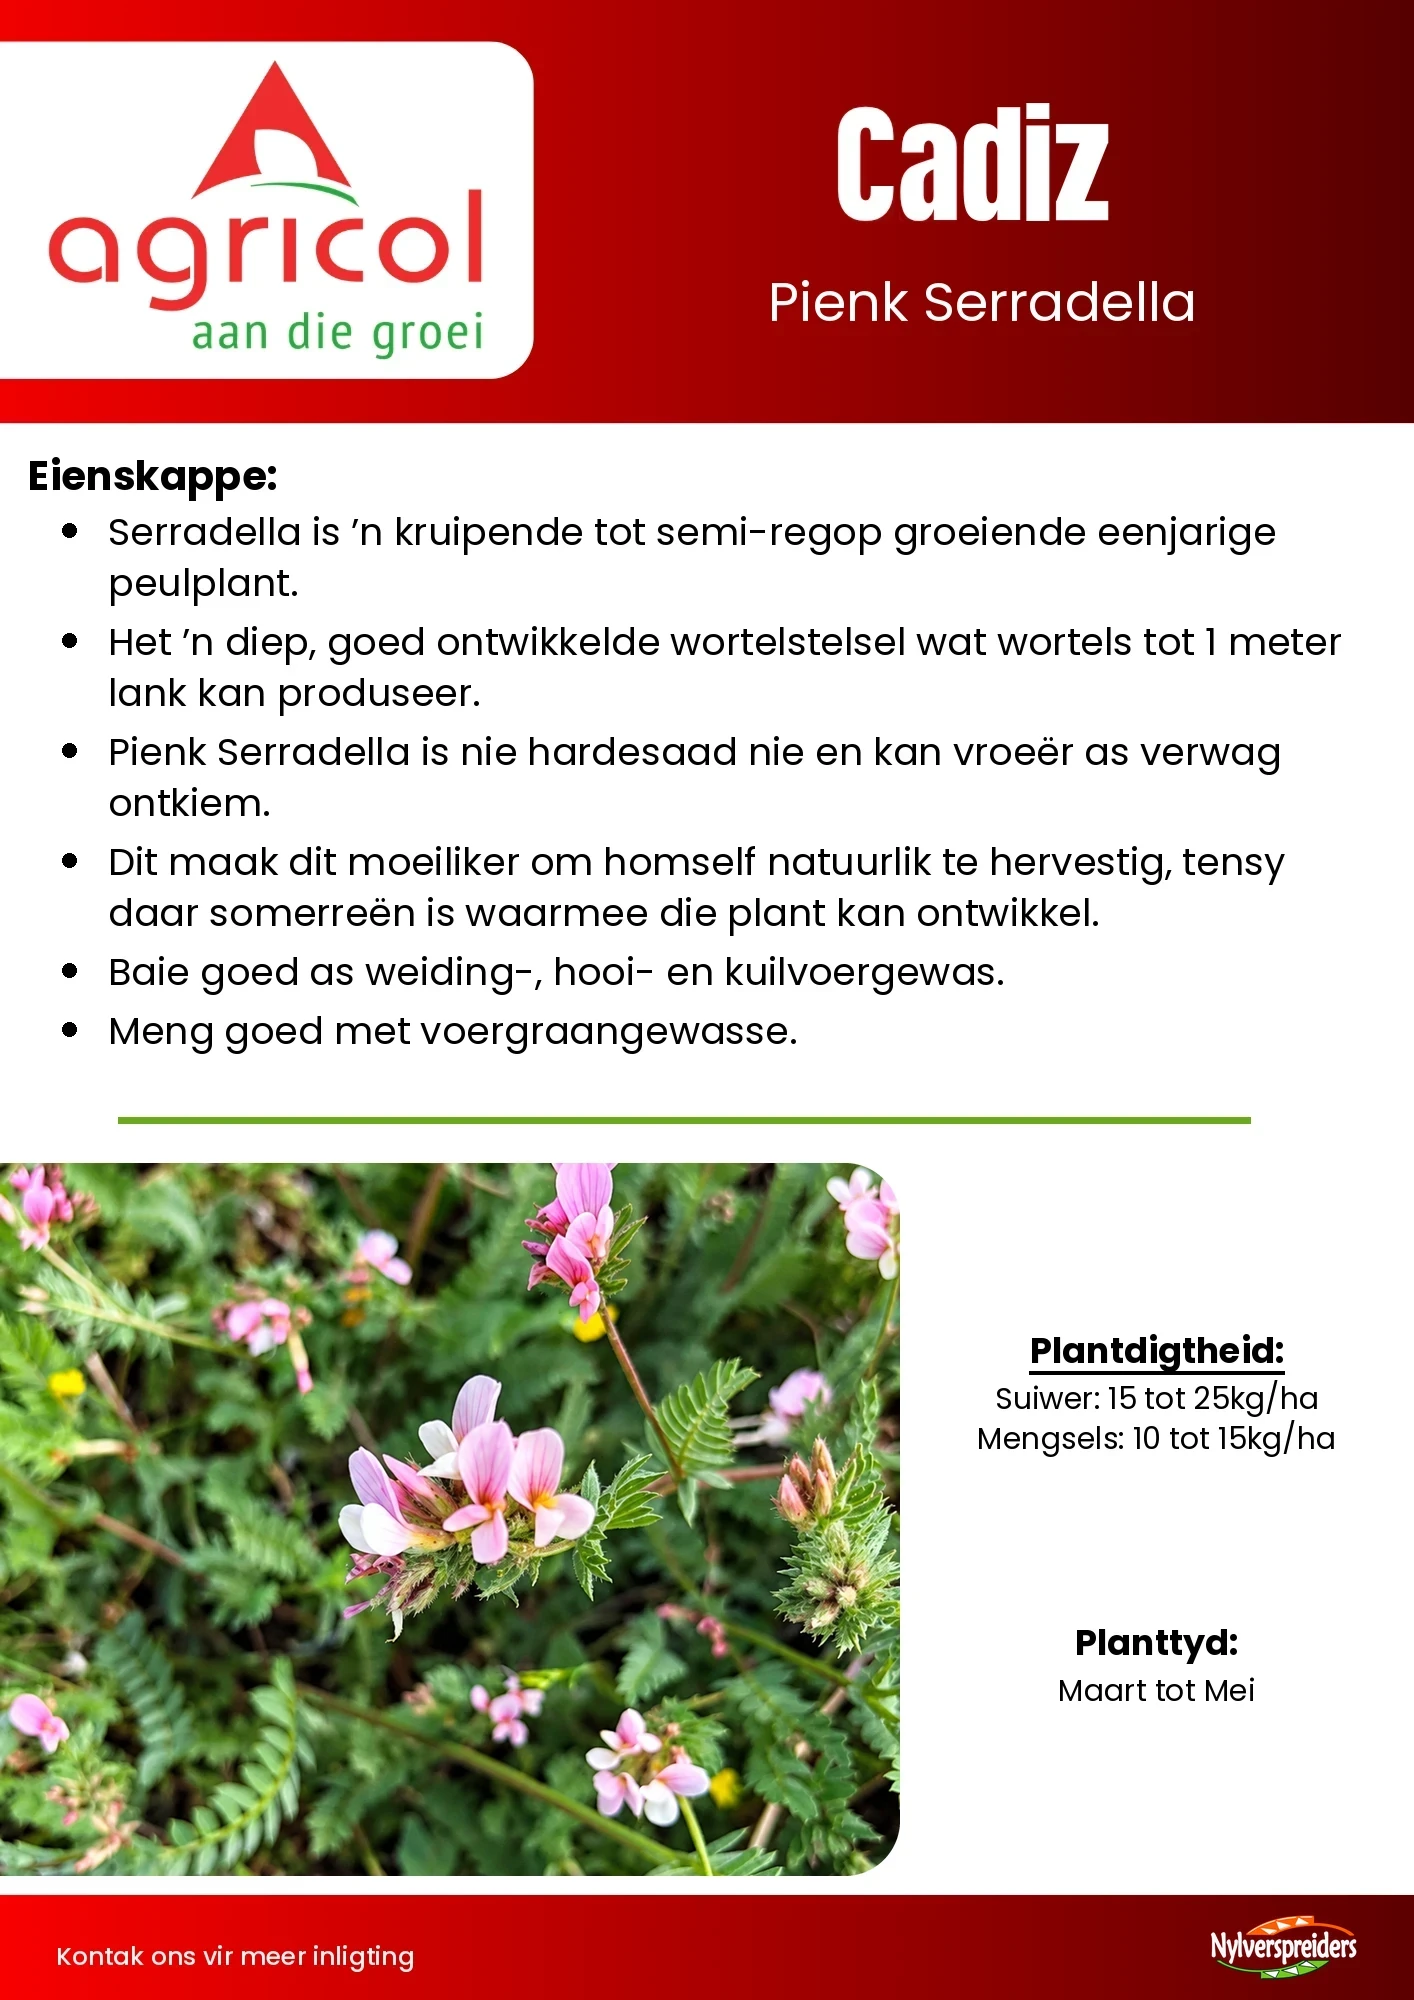 agricol
aan die groei
Cadiz
Pienk Serradella
Eienskappe:
• Serradella is ’n kruipende tot semi-regop groeiende eenjarige
peulplant.
• Het ’n diep, goed ontwikkelde wortelstelsel wat wortels tot 1 meter
lank kan produseer.
• Pienk Serradella is nie hardesaad nie en kan vroeër as verwag
ontkiem.
• Dit maak dit moeiliker om homself natuurlik te hervestig, tensy
daar somerreën is waarmee die plant kan ontwikkel.
• Baie goed as weiding-, hooi- en kuilvoergewas.
• Meng goed met voergraangewasse.
Plantdigtheid:
Suiwer: 15 tot 25kg/ha
Mengsels: 10 tot 15kg/ha
Planttyd:
Maart tot Mei
Kontak ons vir meer inligting
Nylverspreiders